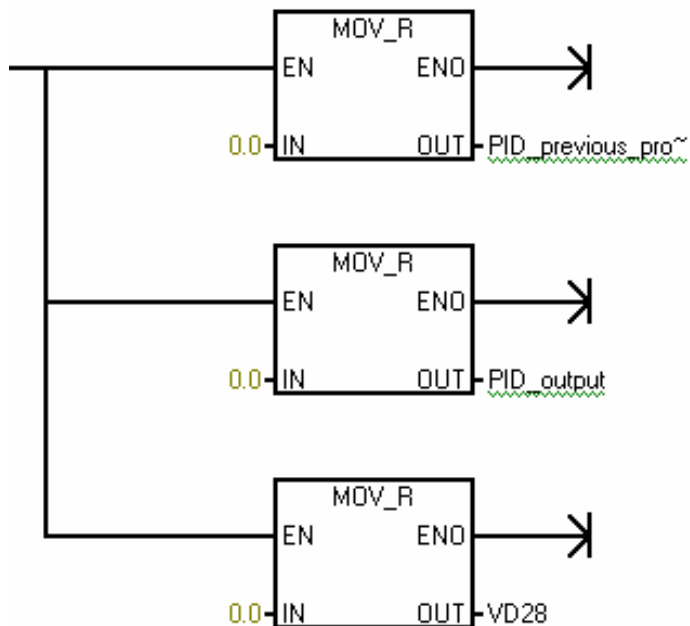 MOV_R
EN ENO
0.0 IN OUT PID_previous_pro~
MOV_R
EN ENO
0.0 IN OUT PID_output
MOV_R
EN ENO
0.0 IN OUT VD28